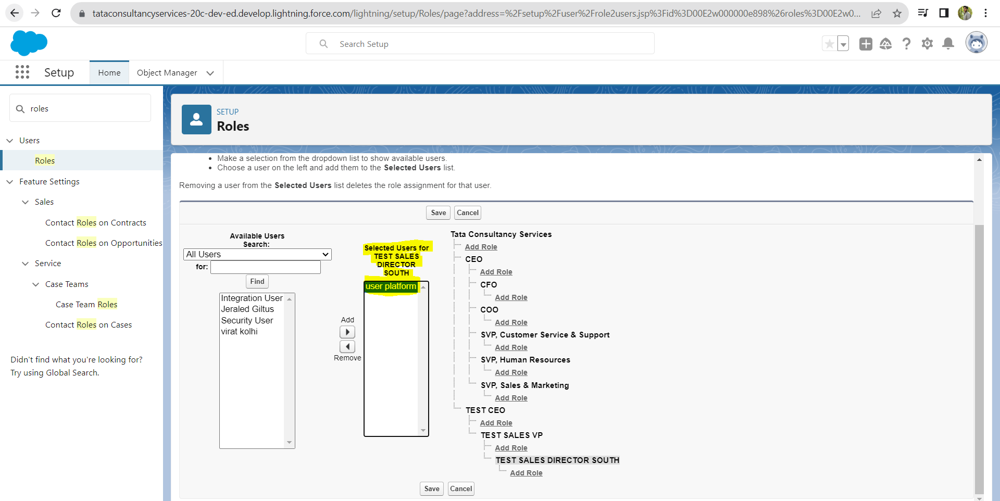 tataconsultancyservices-20c-dev-ed.develop.lightning.force.com/lightning/setup/Roles/page?address=%2Fsetup%2Fuser%2Frole2users.jsp%3Fid%3D00E2w000000e898%26roles%3D00E2w0...
Search Setup
Setup
Home
Object Manager
roles
Users
Roles
Feature Settings
Sales
Contact Roles on Contracts
Contact Roles on Opportunities
Service
Case Teams
Case Team Roles
Contact Roles on Cases
Didn't find what you're looking for?
Try using Global Search.
SETUP
Roles
• Make a selection from the dropdown list to show available users.
• Choose a user on the left and add them to the Selected Users list.
Removing a user from the Selected Users list deletes the role assignment for that user.
Save Cancel
Available Users
Search:
All Users
for:
Find
Integration User
Jeraled Giltus
Security User
virat kolhi
Add
Remove
Selected Users for
TEST SALES
DIRECTOR
SOUTH
user platform
Tata Consultancy Services
Add Role
CEO
Add Role
CFO
Add Role
COO
Add Role
SVP, Customer Service & Support
Add Role
SVP, Human Resources
Add Role
SVP, Sales & Marketing
Add Role
TEST CEO
Add Role
TEST SALES VP
Add Role
TEST SALES DIRECTOR SOUTH
Add Role
Save Cancel